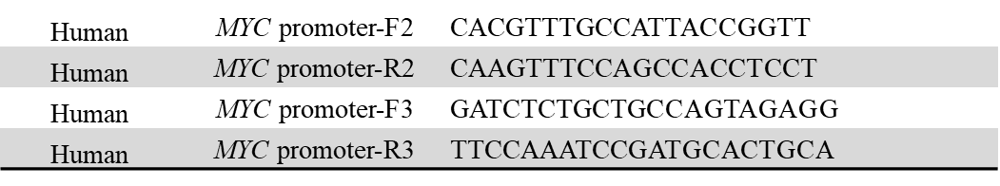 Human MYC promoter-F2 CACGTTTGCCATTACCGGTT
Human MYC promoter-R2 CAAGTTTCCAGCCACCTCCT
Human MYC promoter-F3 GATCTCTGCTGCCAGTAGAGG
Human MYC promoter-R3 TTCCAAATCCGATGCACTGCA